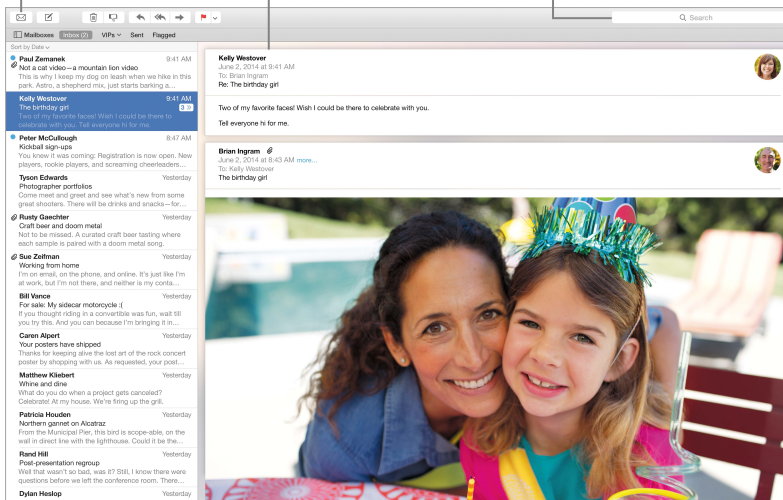 Search
Mailboxes Inbox (2) VIPs Sent Flagged
Sort by Date
Paul Zemanek 9:41 AM
Not a cat video—a mountain lion video
This is why I keep my dog on leash when we hike in this
park. Astro, a shepherd mix, just starts barking a…
Kelly Westover 9:41 AM
The birthday girl 3
Two of my favorite faces! Wish I could be there to
celebrate with you. Tell everyone hi for me.
Peter McCullough 8:47 AM
Kickball sign-ups
You knew it was coming: Registration is now open. New
players, rookie players, and screaming cheerleaders…
Tyson Edwards Yesterday
Photographer portfolios
Come meet and greet and see what's new from some
great shooters. There will be drinks and snacks—for…
Rusty Gaechter Yesterday
Craft beer and doom metal
Not to be missed. A curated craft beer tasting where
each sample is paired with a doom metal song.
Sue Zeifman Yesterday
Working from home
I'm on email, on the phone, and online. It's just like I'm
at work, but I'm not there, and neither is my conta…
Bill Vance Yesterday
For sale: My sidecar motorcycle :(
If you thought riding in a convertible was fun, wait till
you try this. And you can because I'm bringing it in…
Caren Alpert Yesterday
Your posters have shipped
Thanks for keeping alive the lost art of the rock concert
poster by shopping with us. As requested, your post…
Matthew Kliebert Yesterday
Whine and dine
What do you do when a project gets canceled?
Celebrate! At my house. We're firing up the grill.
Patricia Houden Yesterday
Northern gannet on Alcatraz
From the Municipal Pier, this bird is scope-able, on the
wall in direct line with the lighthouse. Could it be the…
Rand Hill Yesterday
Post-presentation regroup
Well that wasn't so bad, was it? Still, I know there were
questions before we left the conference room. There…
Dylan Heslop Yesterday
Kelly Westover
June 2, 2014 at 9:41 AM
To: Brian Ingram
Re: The birthday girl
Two of my favorite faces! Wish I could be there to celebrate with you.
Tell everyone hi for me.
Brian Ingram
June 2, 2014 at 8:43 AM more…
To: Kelly Westover
The birthday girl